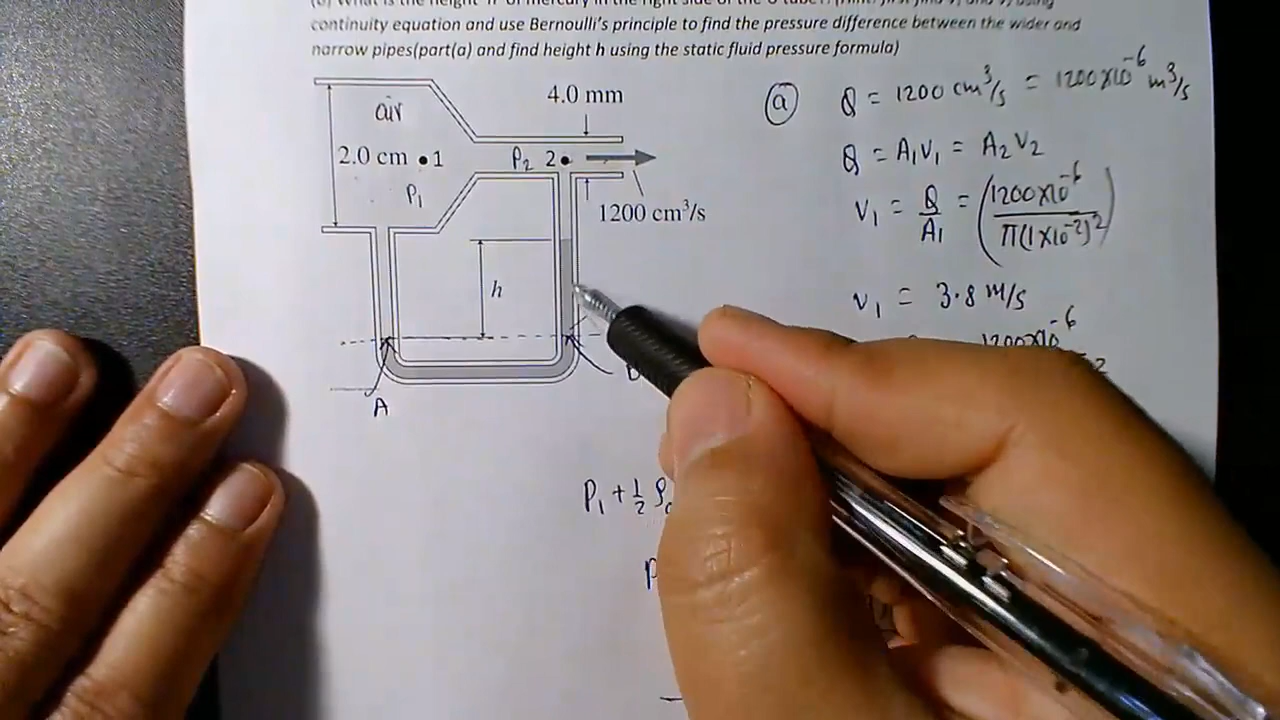 continuity equation and use Bernoulli's principle to find the pressure difference between the wider and
narrow pipes(part(a) and find height h using the static fluid pressure formula)
4.0 mm
air
2.0 cm •1
P₂ 2•
P₁
1200 cm³/s
h
A
ⓐ Q = 1200 cm³/s = 1200×10⁻⁶ m³/s
Q = A₁V₁ = A₂V₂
V₁ = Q/A₁ = (1200×10⁻⁶/π(1×10⁻²)²)
V₁ = 3.8 m/s
1200×10⁻⁶
P₁ + ½ ρ